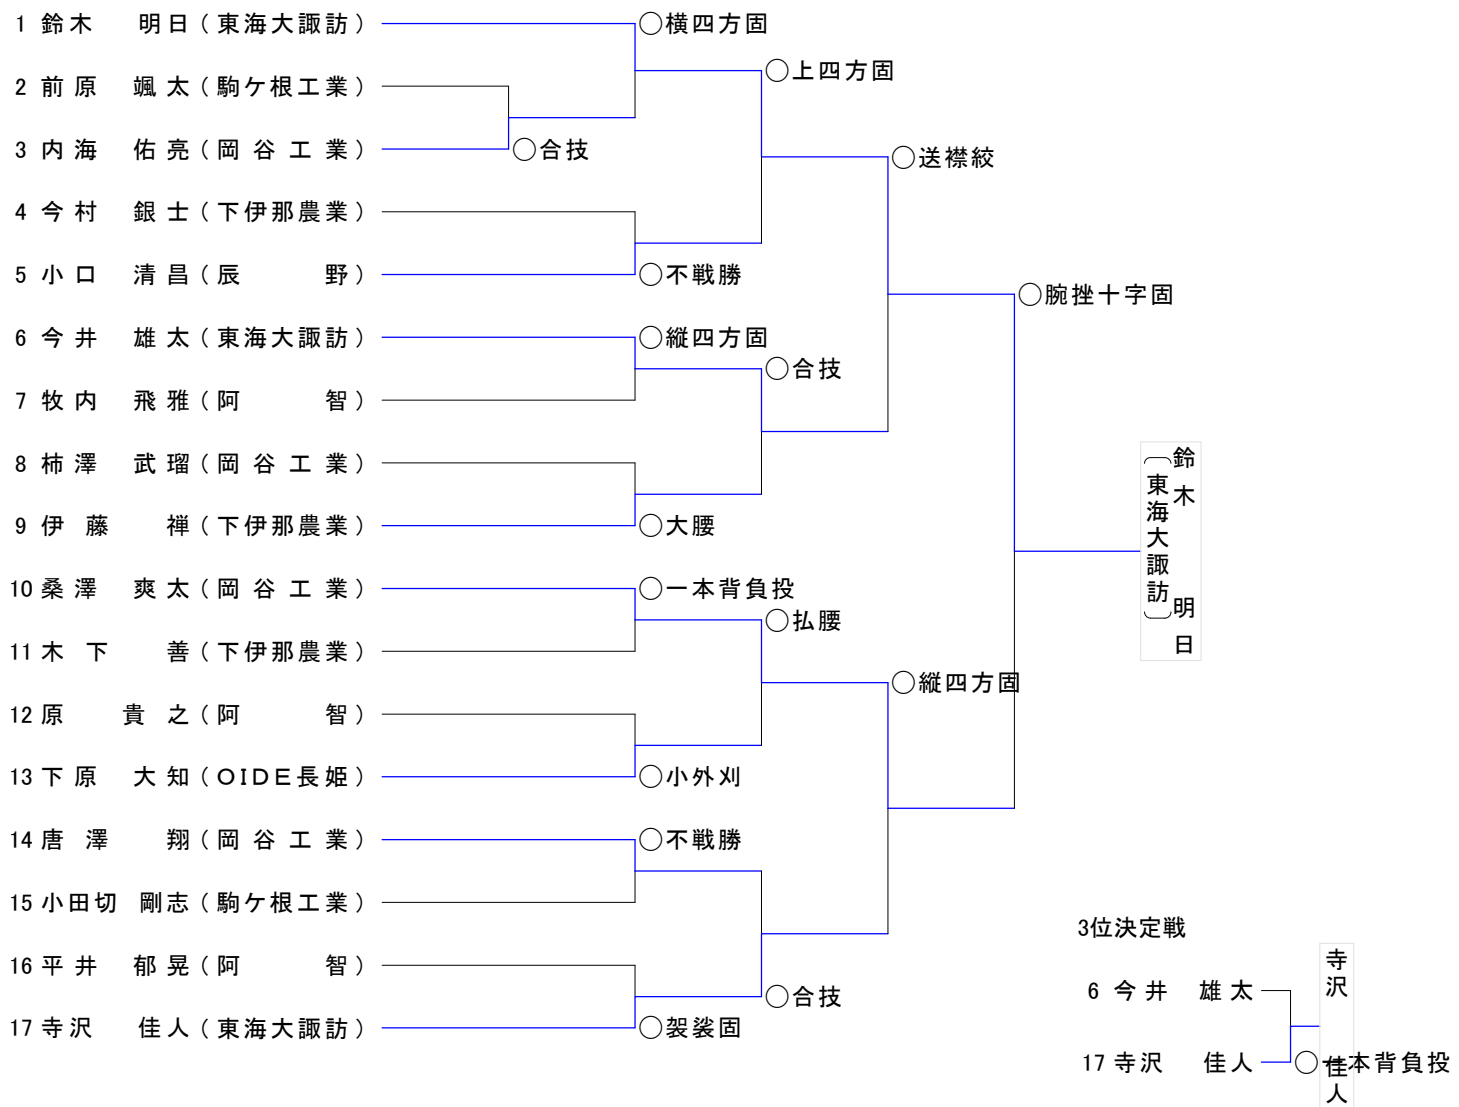 1 鈴木 明日(東海大諏訪) ○横四方固
○上四方固
2 前原 颯太(駒ケ根工業)
3 内海 佑亮(岡谷工業) ○合技
○送襟絞
4 今村 銀士(下伊那農業)
5 小口 清昌(辰野) ○不戦勝
○腕挫十字固
6 今井 雄太(東海大諏訪) ○縦四方固
○合技
7 牧内 飛雅(阿智)
8 柿澤 武瑠(岡谷工業)
9 伊藤 禅(下伊那農業) ○大腰
鈴木 明日
(東海大諏訪)
10 桑澤 爽太(岡谷工業) ○一本背負投
○払腰
11 木下 善(下伊那農業)
○縦四方固
12 原 貴之(阿智)
13 下原 大知(OIDE長姫) ○小外刈
14 唐澤 翔(岡谷工業) ○不戦勝
15 小田切 剛志(駒ケ根工業)
16 平井 郁晃(阿智)
○合技
17 寺沢 佳人(東海大諏訪) ○袈裟固
3位決定戦
6 今井 雄太
17 寺沢 佳人 ○一本背負投
寺沢 佳人